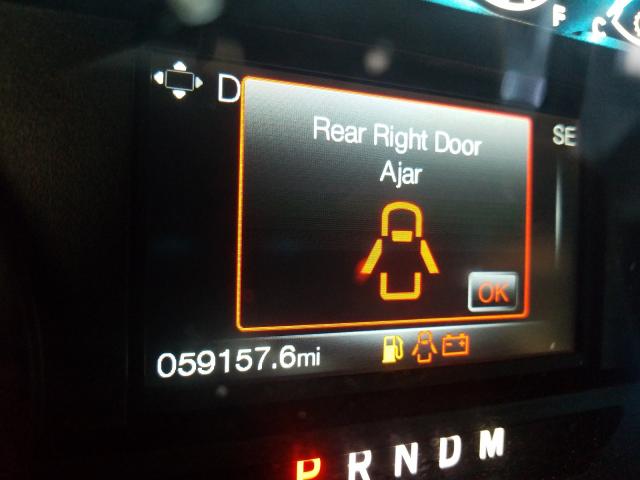 F
C
D
SE
Rear Right Door
Ajar
OK
059157.6mi
P R N D M